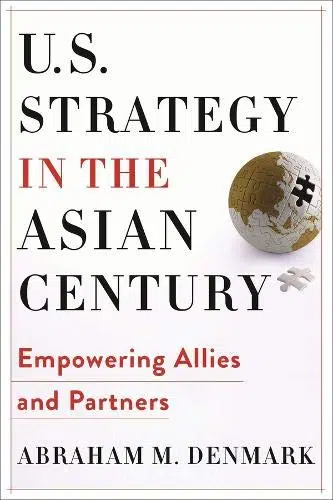 U.S.
STRATEGY
IN THE
ASIAN
CENTURY
Empowering Allies
and Partners
ABRAHAM M. DENMARK